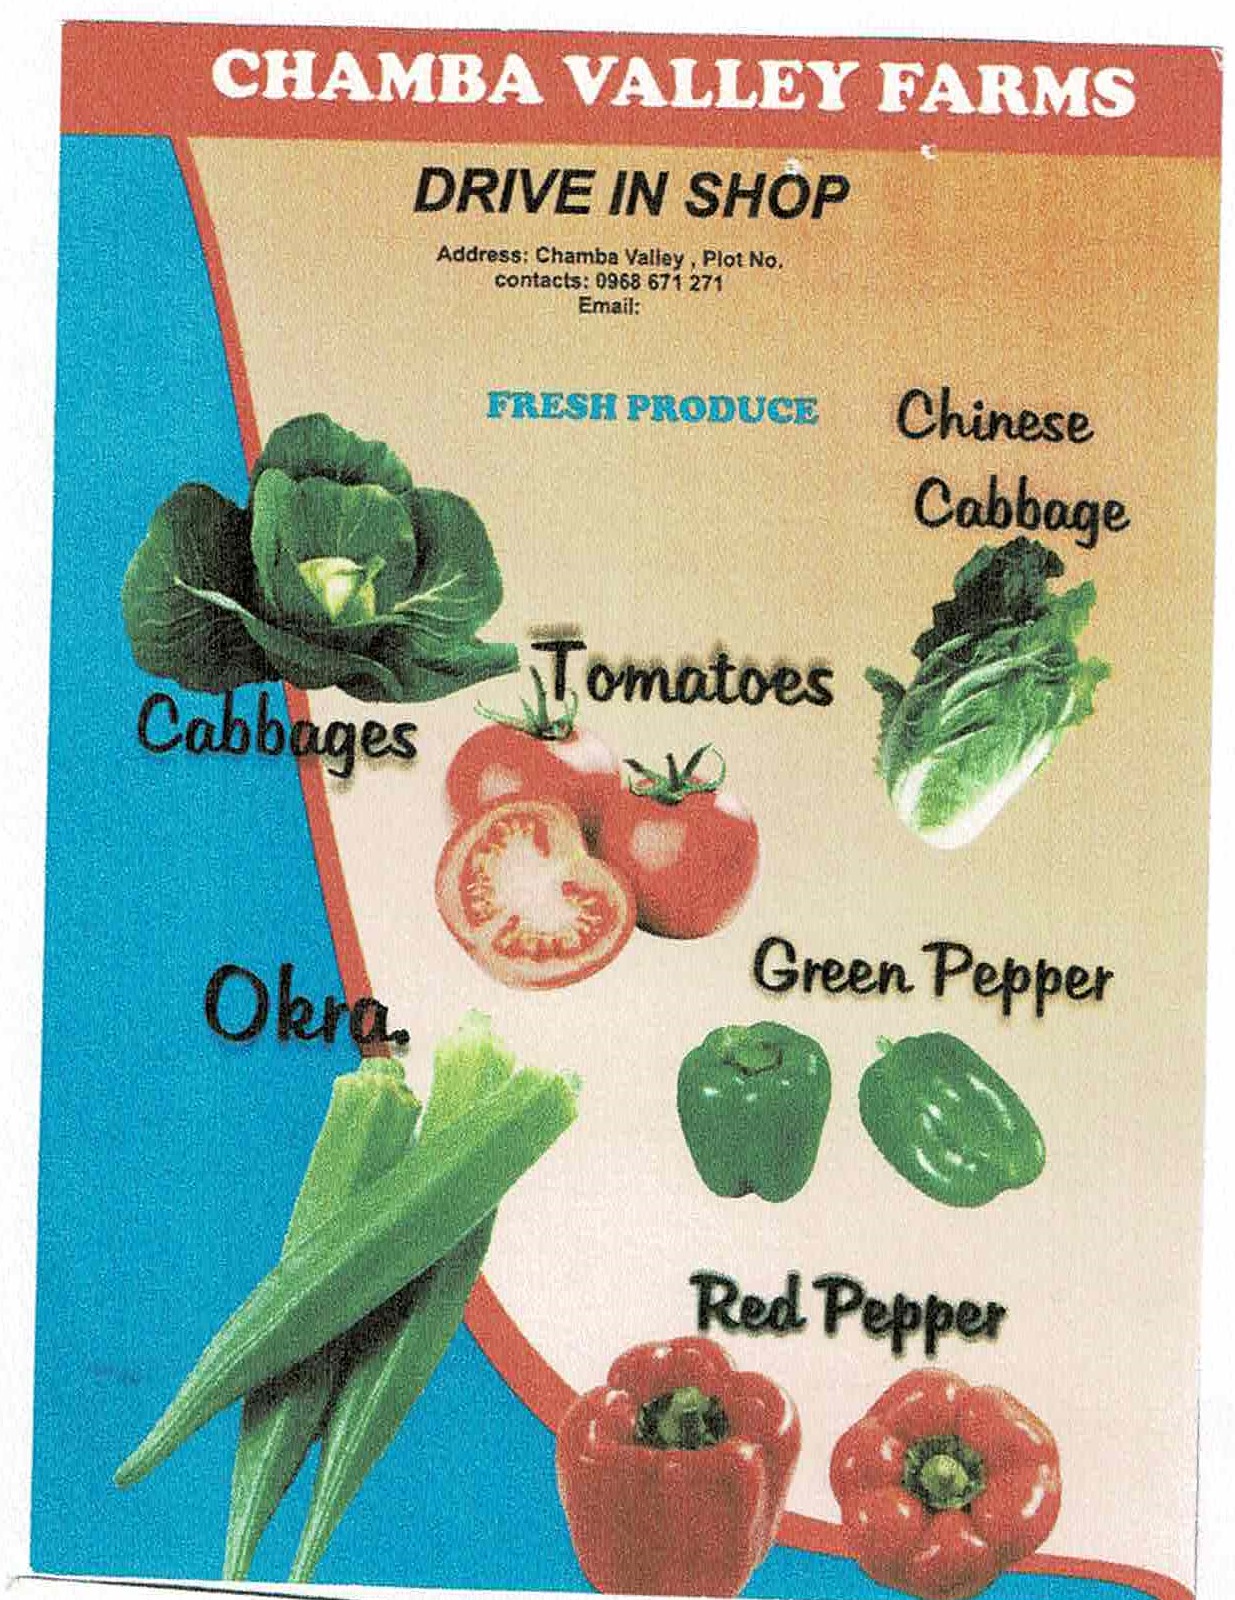 CHAMBA VALLEY FARMS
DRIVE IN SHOP
Address: Chamba Valley , Plot No.
contacts: 0968 671 271
Email:
FRESH PRODUCE
Chinese
Cabbage
Tomatoes
Cabbages
Green Pepper
Okra.
Red Pepper